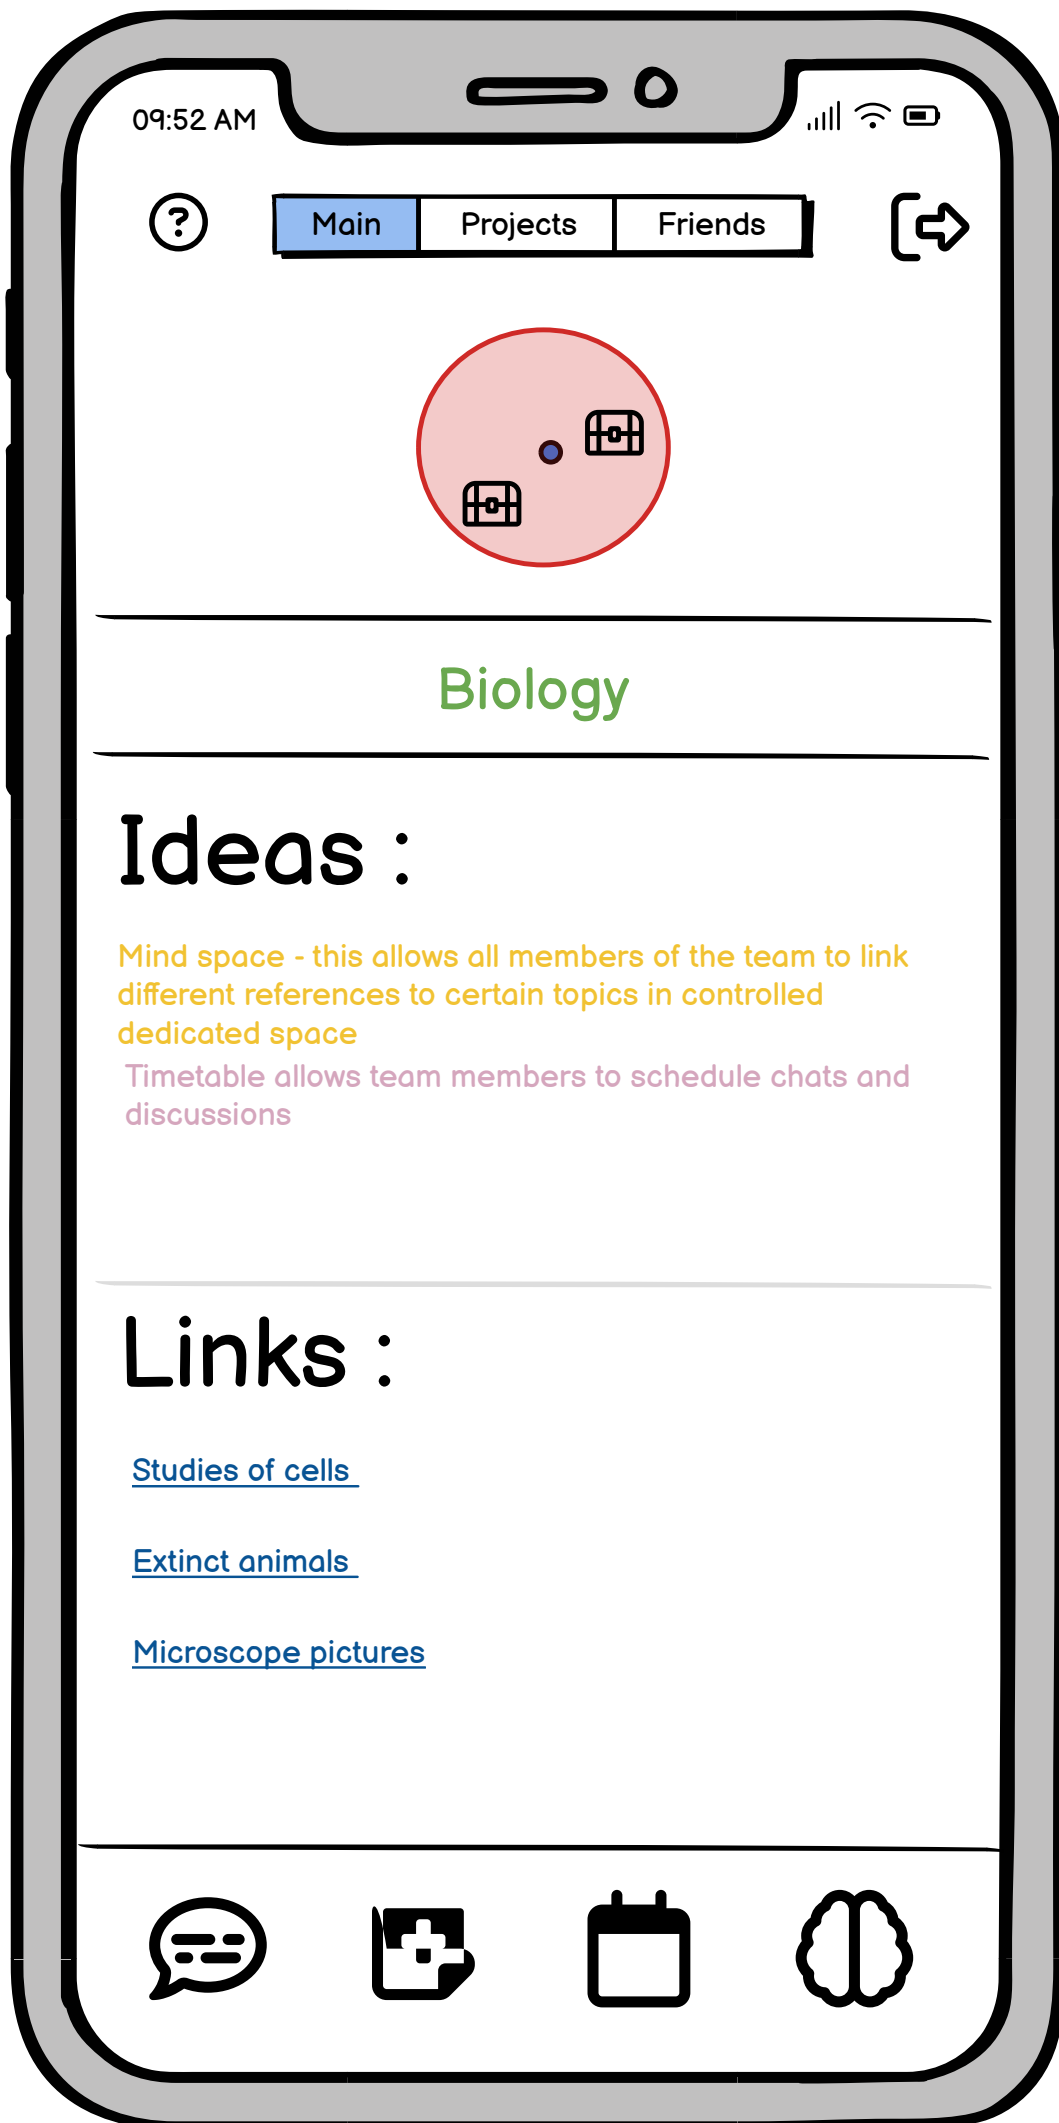 09:52 AM
Main Projects Friends
Biology
Ideas :
Mind space - this allows all members of the team to link
different references to certain topics in controlled
dedicated space
Timetable allows team members to schedule chats and
discussions
Links :
Studies of cells
Extinct animals
Microscope pictures